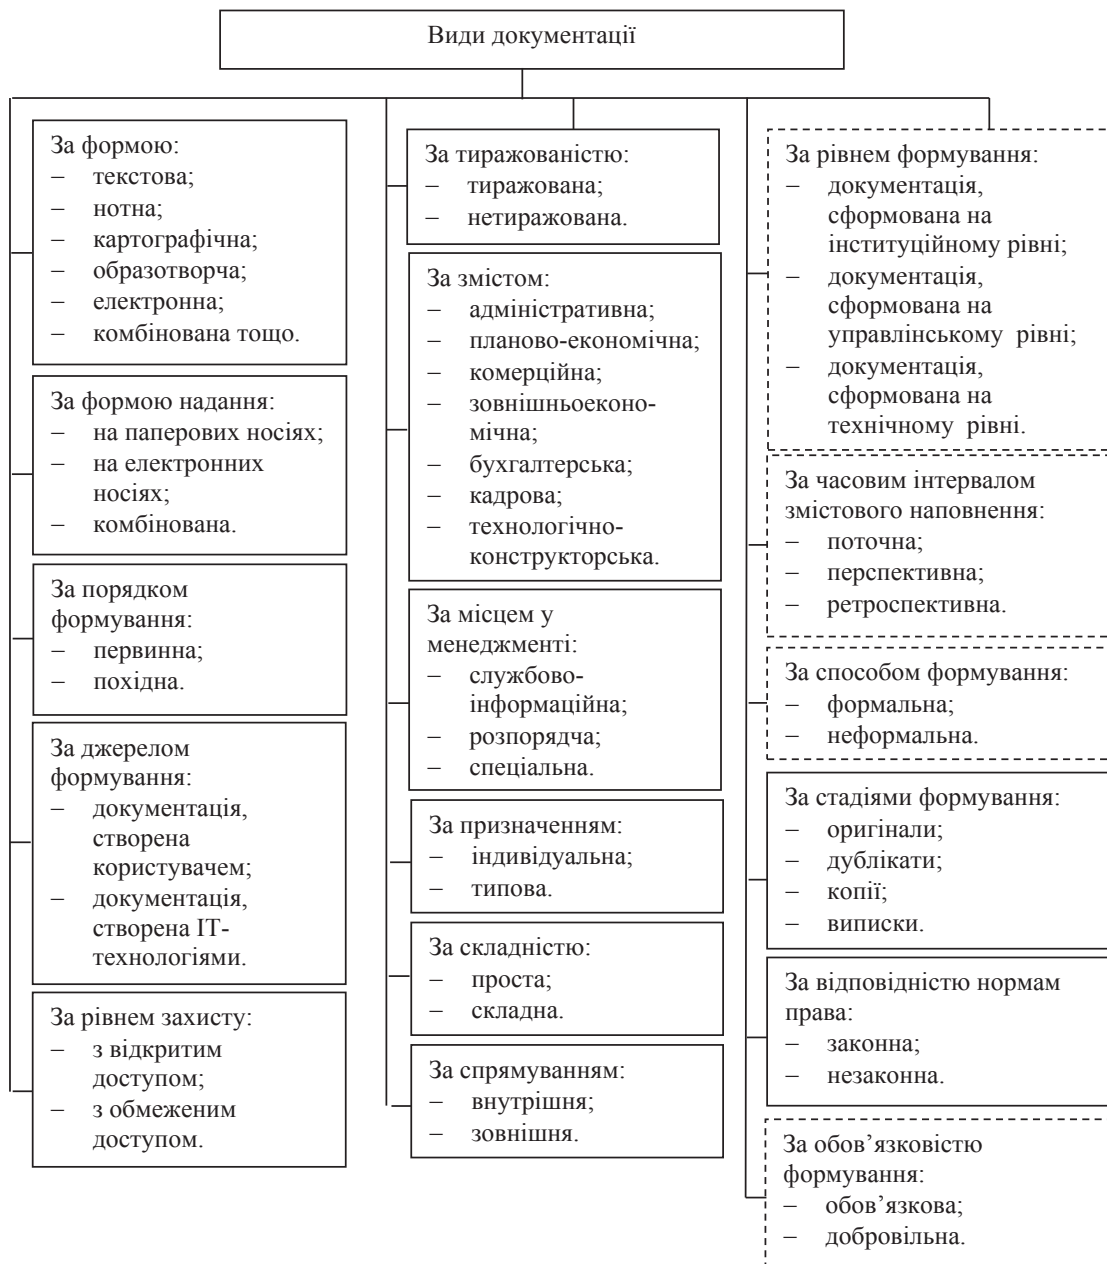 Види документації
За формою:
– текстова;
– нотна;
– картографічна;
– образотворча;
– електронна;
– комбінована тощо.
За формою надання:
– на паперових носіях;
– на електронних
носіях;
– комбінована.
За порядком
формування:
– первинна;
– похідна.
За джерелом
формування:
– документація,
створена
користувачем;
– документація,
створена ІТ-
технологіями.
За рівнем захисту:
– з відкритим
доступом;
– з обмеженим
доступом.
За тиражованістю:
– тиражована;
– нетиражована.
За змістом:
– адміністративна;
– планово-економічна;
– комерційна;
– зовнішньоеконо-
мічна;
– бухгалтерська;
– кадрова;
– технологічно-
конструкторська.
За місцем у
менеджменті:
– службово-
інформаційна;
– розпорядча;
– спеціальна.
За призначенням:
– індивідуальна;
– типова.
За складністю:
– проста;
– складна.
За спрямуванням:
– внутрішня;
– зовнішня.
За рівнем формування:
– документація,
сформована на
інституційному рівні;
– документація,
сформована на
управлінському рівні;
– документація,
сформована на
технічному рівні.
За часовим інтервалом
змістового наповнення:
– поточна;
– перспективна;
– ретроспективна.
За способом формування:
– формальна;
– неформальна.
За стадіями формування:
– оригінали;
– дублікати;
– копії;
– виписки.
За відповідністю нормам
права:
– законна;
– незаконна.
За обов’язковістю
формування:
– обов’язкова;
– добровільна.